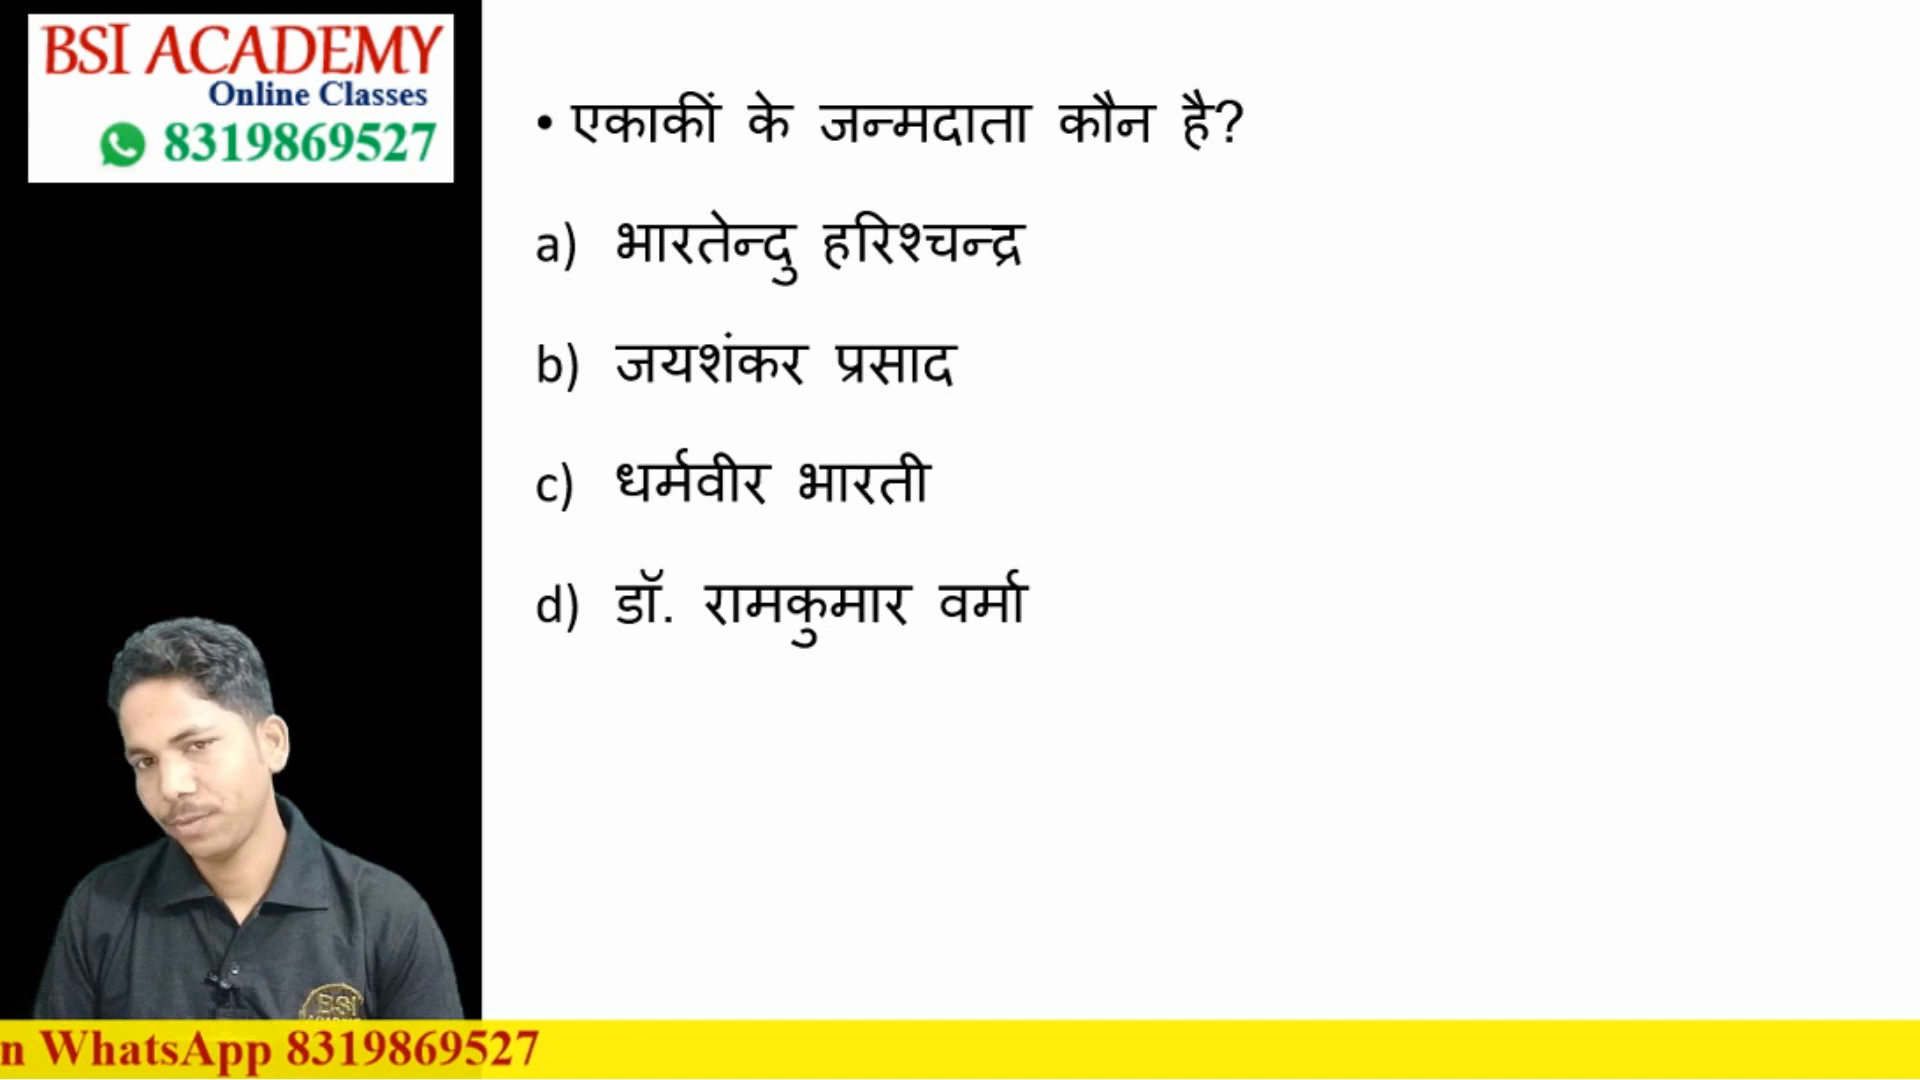 BSI ACADEMY
Online Classes
8319869527
• एकाकीं के जन्मदाता कौन है?
a) भारतेन्दु हरिश्चन्द्र
b) जयशंकर प्रसाद
c) धर्मवीर भारती
d) डॉ. रामकुमार वर्मा
BSI
n WhatsApp 8319869527